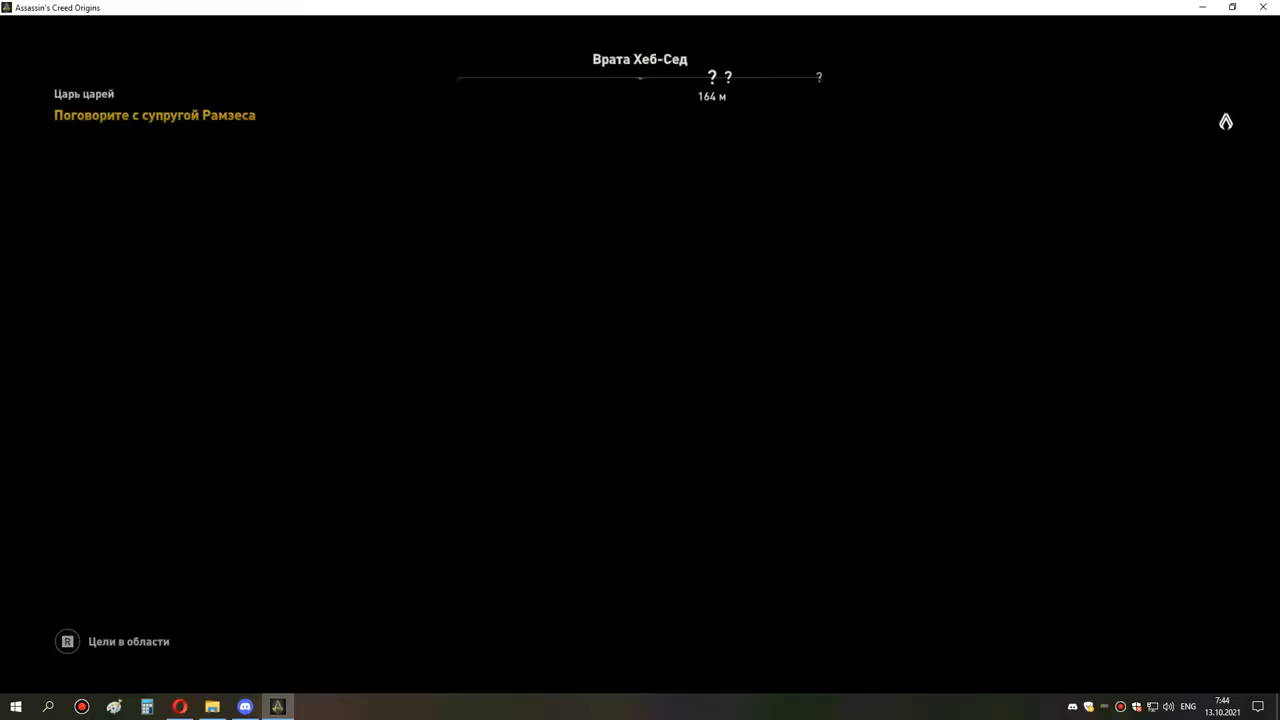 Assassin's Creed Origins
Врата Хеб-Сед
? ? ?
164 м
Царь царей
Поговорите с супругой Рамзеса
R Цели в области
ENG
7:44
13.10.2021